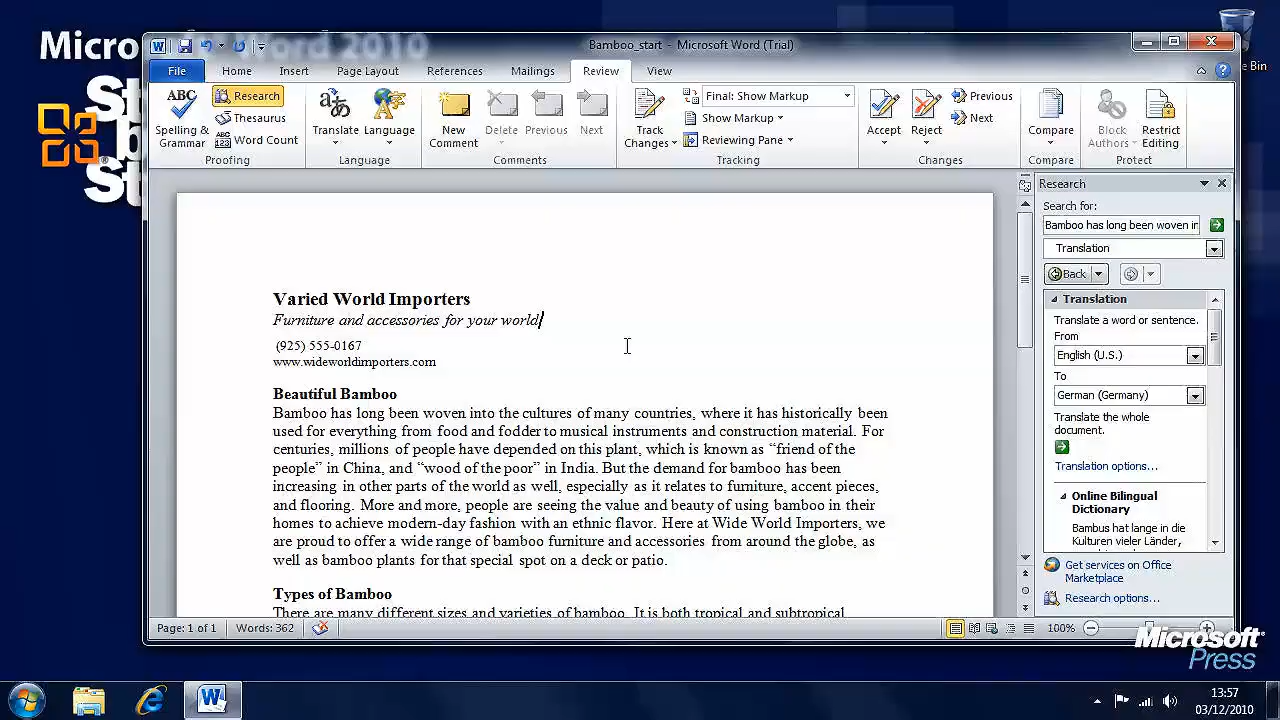 Microsoft Word 2010
Bamboo_start - Microsoft Word (Trial)
St
b
St
Bin
File Home Insert Page Layout References Mailings Review View
ABC
Spelling & Grammar
Research
Thesaurus
ABC 123 Word Count
Proofing
Translate
Language
Language
New Comment
Delete
Previous
Next
Comments
Track Changes
Final: Show Markup
Show Markup
Reviewing Pane
Tracking
Accept
Reject
Previous
Next
Changes
Compare
Compare
Block Authors
Restrict Editing
Protect
Varied World Importers
Furniture and accessories for your world
(925) 555-0167
www.wideworldimporters.com
Beautiful Bamboo
Bamboo has long been woven into the cultures of many countries, where it has historically been
used for everything from food and fodder to musical instruments and construction material. For
centuries, millions of people have depended on this plant, which is known as “friend of the
people” in China, and “wood of the poor” in India. But the demand for bamboo has been
increasing in other parts of the world as well, especially as it relates to furniture, accent pieces,
and flooring. More and more, people are seeing the value and beauty of using bamboo in their
homes to achieve modern-day fashion with an ethnic flavor. Here at Wide World Importers, we
are proud to offer a wide range of bamboo furniture and accessories from around the globe, as
well as bamboo plants for that special spot on a deck or patio.
Types of Bamboo
There are many different sizes and varieties of bamboo. It is both tropical and subtropical
Research
Search for:
Bamboo has long been woven in
Translation
Back
Translation
Translate a word or sentence.
From
English (U.S.)
To
German (Germany)
Translate the whole
document.
Translation options...
Online Bilingual
Dictionary
Bambus hat lange in die
Kulturen vieler Länder,
Get services on Office
Marketplace
Research options...
Page: 1 of 1 Words: 362 100%
Microsoft®
Press
13:57
03/12/2010